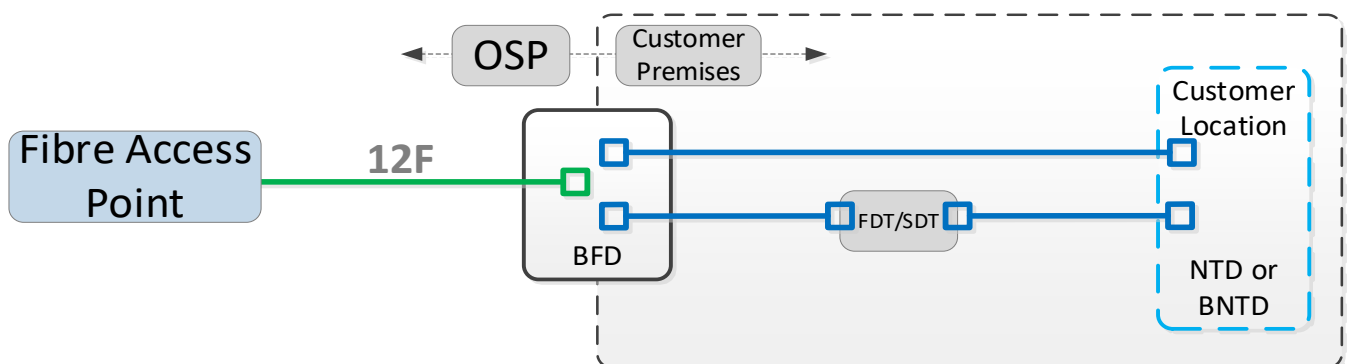 OSP
Customer
Premises
Fibre Access
Point
12F
BFD
FDT/SDT
Customer
Location
NTD or
BNTD